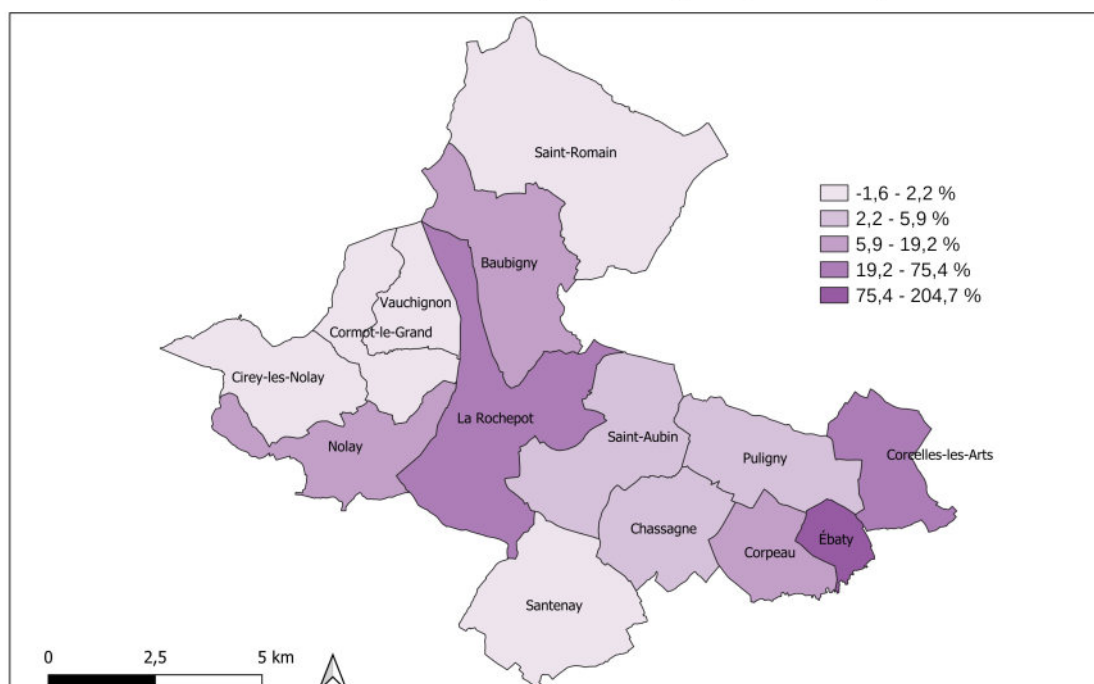 Saint-Romain
-1,6 - 2,2 %
2,2 - 5,9 %
5,9 - 19,2 %
19,2 - 75,4 %
75,4 - 204,7 %
Baubigny
Vauchignon
Cormot-le-Grand
Cirey-les-Nolay
La Rochepot
Nolay
Saint-Aubin
Puligny
Corcelles-les-Arts
Chassagne
Corpeau
Ébaty
Santenay
0 2,5 5 km